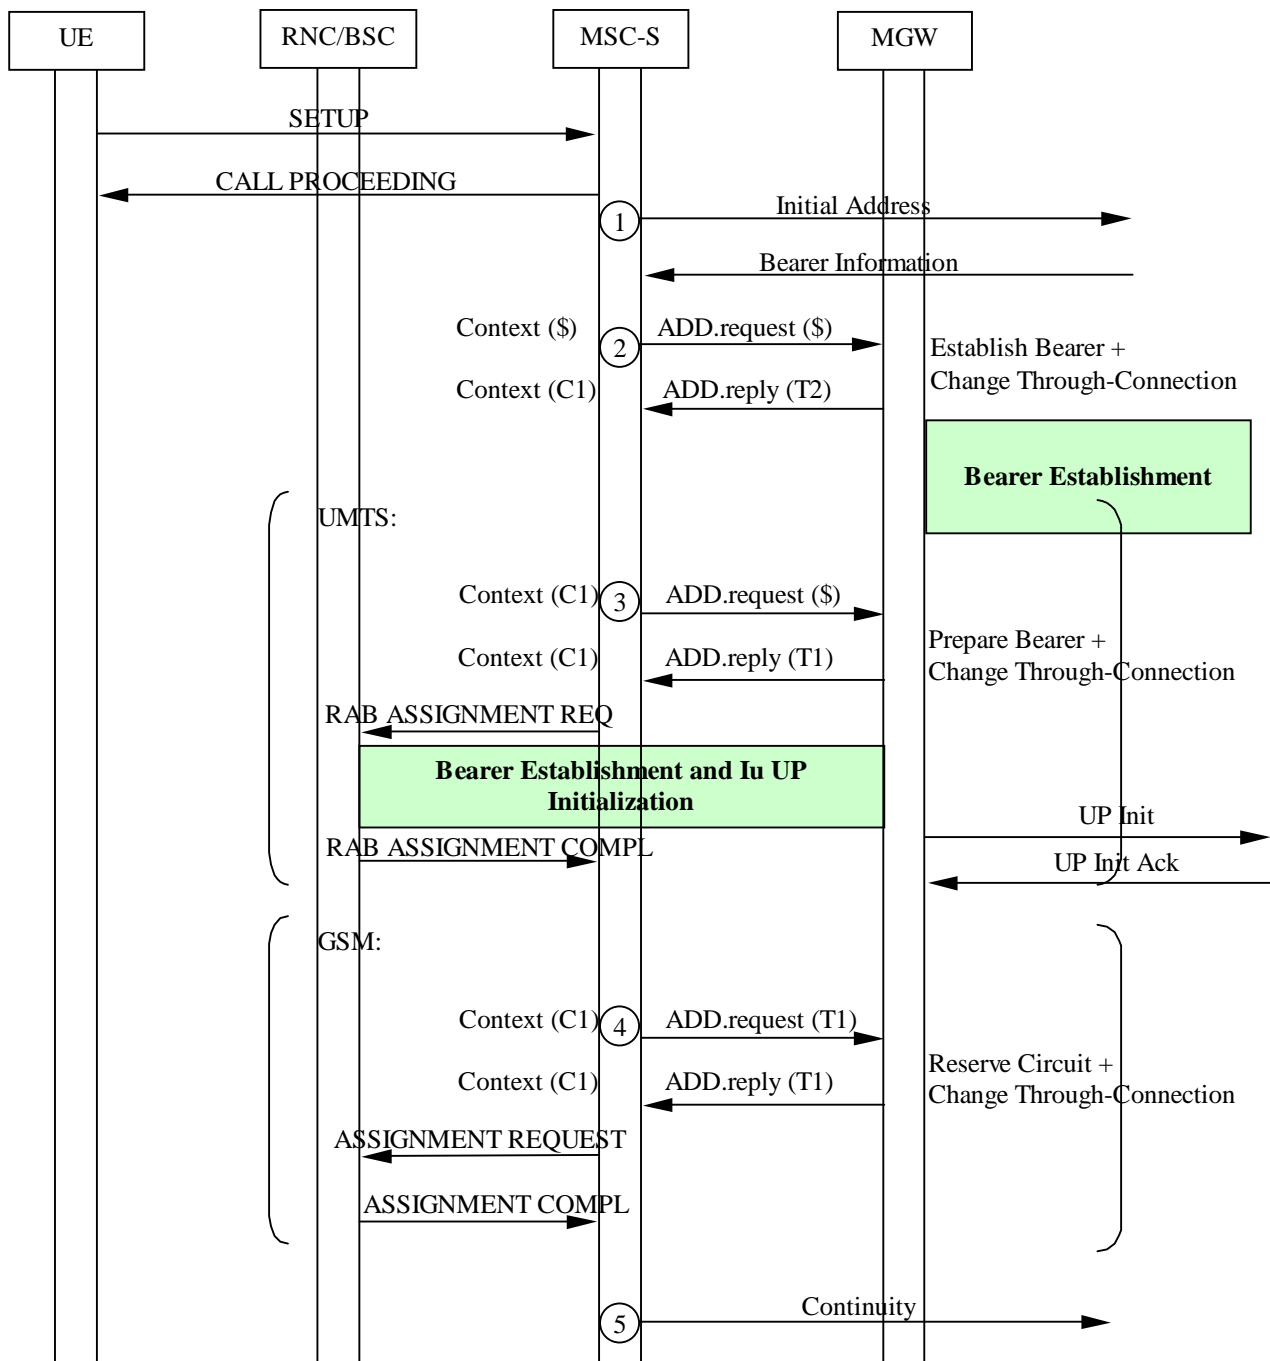 UE
RNC/BSC
MSC-S
MGW
SETUP
CALL PROCEEDING
1
Initial Address
Bearer Information
Context ($)
2
ADD.request ($)
Establish Bearer +
Change Through-Connection
Context (C1)
ADD.reply (T2)
Bearer Establishment
UMTS:
Context (C1)
3
ADD.request ($)
Prepare Bearer +
Change Through-Connection
Context (C1)
ADD.reply (T1)
RAB ASSIGNMENT REQ
Bearer Establishment and Iu UP
Initialization
UP Init
RAB ASSIGNMENT COMPL
UP Init Ack
GSM:
Context (C1)
4
ADD.request (T1)
Reserve Circuit +
Change Through-Connection
Context (C1)
ADD.reply (T1)
ASSIGNMENT REQUEST
ASSIGNMENT COMPL
5
Continuity